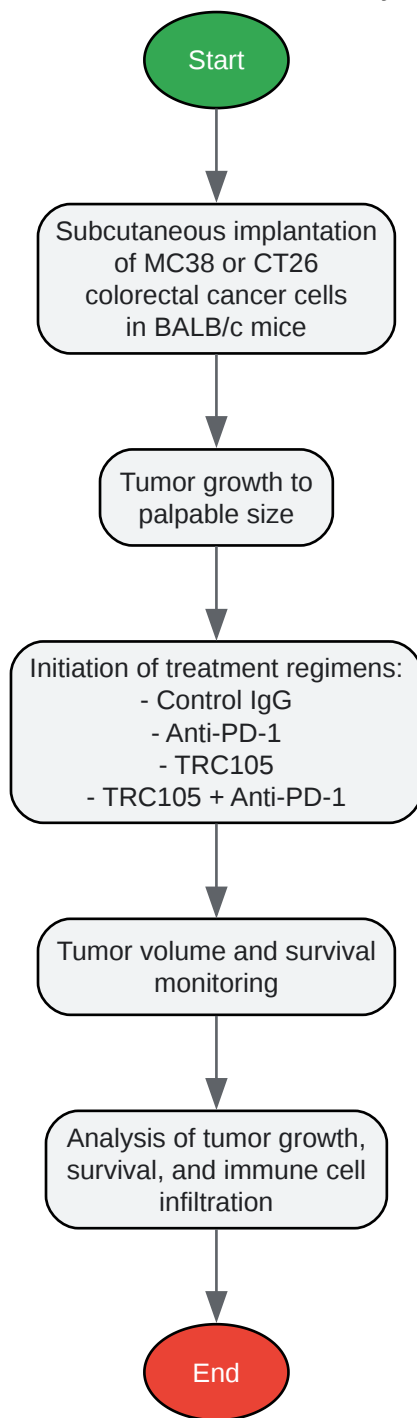 Start
Subcutaneous implantation
of MC38 or CT26
colorectal cancer cells
in BALB/c mice
Tumor growth to
palpable size
Initiation of treatment regimens:
- Control IgG
- Anti-PD-1
- TRC105
- TRC105 + Anti-PD-1
Tumor volume and survival
monitoring
Analysis of tumor growth,
survival, and immune cell
infiltration
End